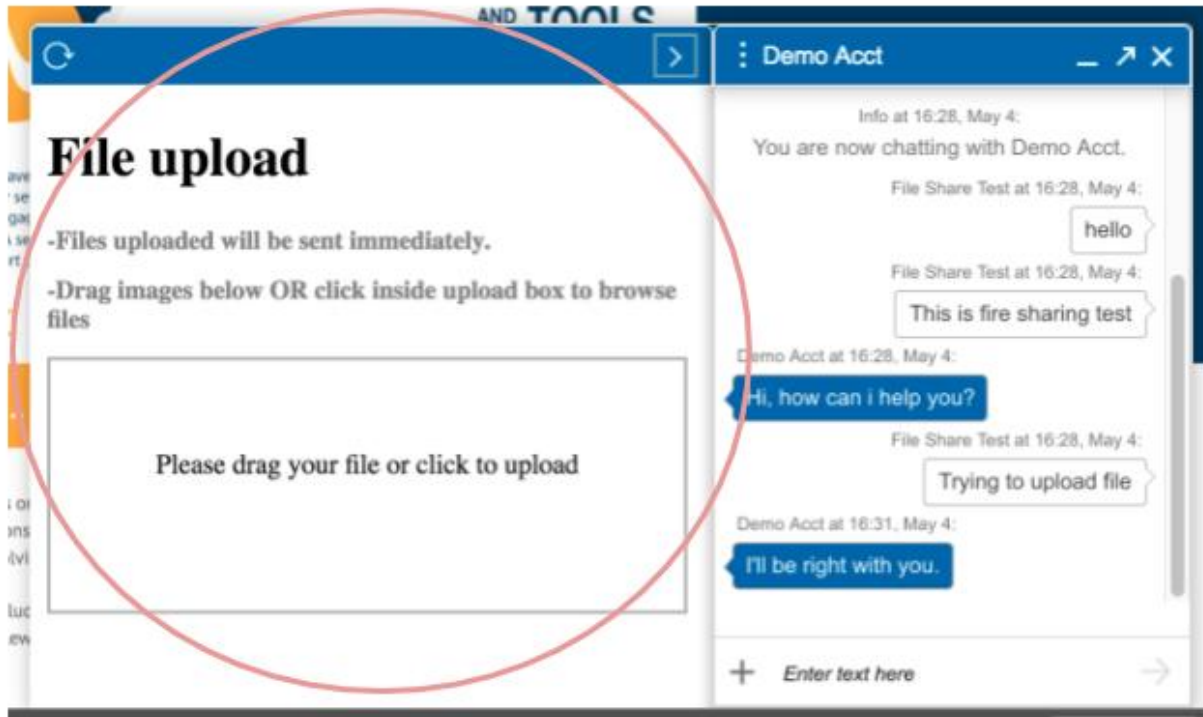 AND TOOLS
File upload
-Files uploaded will be sent immediately.
-Drag images below OR click inside upload box to browse
files
Please drag your file or click to upload
Demo Acct
Info at 16:28, May 4:
You are now chatting with Demo Acct.
File Share Test at 16:28, May 4:
hello
File Share Test at 16:28, May 4:
This is fire sharing test
Demo Acct at 16:28, May 4:
Hi, how can i help you?
File Share Test at 16:28, May 4:
Trying to upload file
Demo Acct at 16:31, May 4:
I'll be right with you.
Enter text here